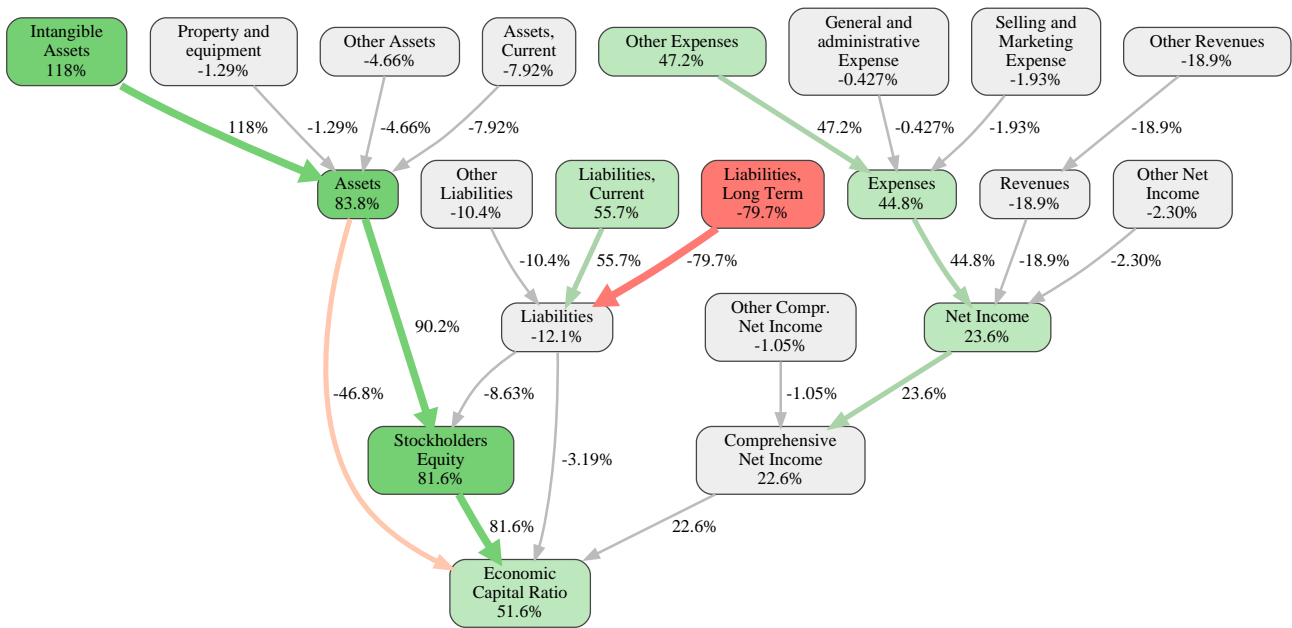 Intangible
Assets
118%
Property and
equipment
-1.29%
Other Assets
-4.66%
Assets,
Current
-7.92%
Other Expenses
47.2%
General and
administrative
Expense
-0.427%
Selling and
Marketing
Expense
-1.93%
Other Revenues
-18.9%
118%
-1.29%
-4.66%
-7.92%
47.2%
-0.427%
-1.93%
-18.9%
Assets
83.8%
Other
Liabilities
-10.4%
Liabilities,
Current
55.7%
Liabilities,
Long Term
-79.7%
Expenses
44.8%
Revenues
-18.9%
Other Net
Income
-2.30%
-10.4%
55.7%
-79.7%
44.8%
-18.9%
-2.30%
90.2%
Liabilities
-12.1%
Other Compr.
Net Income
-1.05%
Net Income
23.6%
-46.8%
-8.63%
-1.05%
23.6%
Stockholders
Equity
81.6%
-3.19%
Comprehensive
Net Income
22.6%
81.6%
22.6%
Economic
Capital Ratio
51.6%